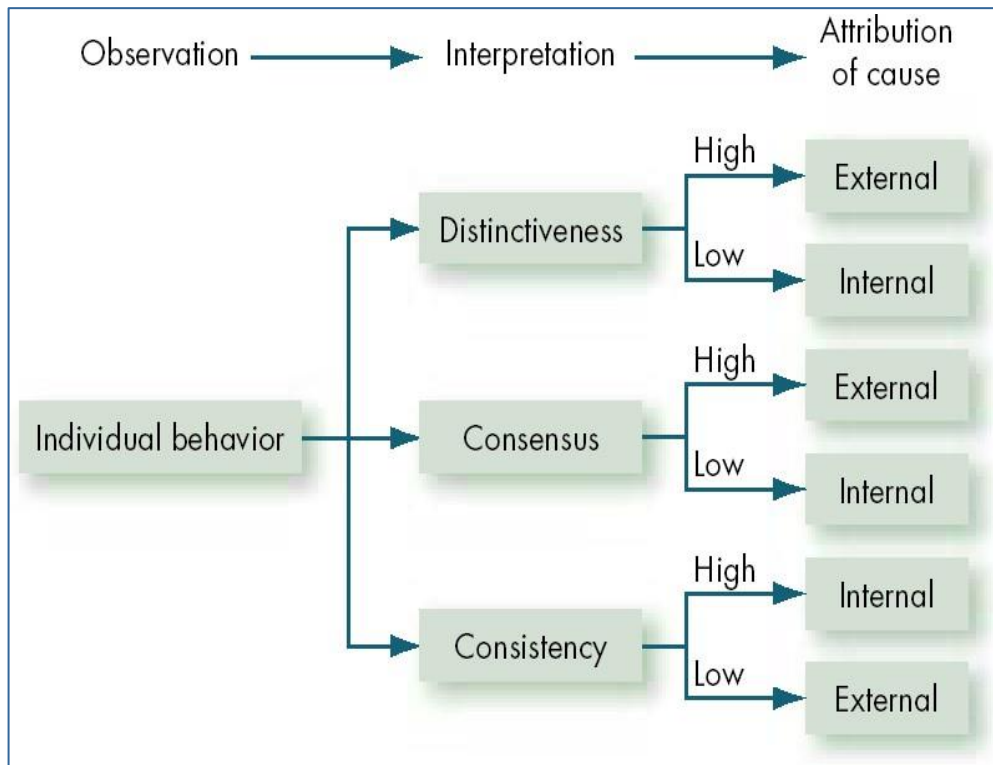 Observation
Interpretation
Attribution
of cause
High
External
Distinctiveness
Low
Internal
High
External
Individual behavior
Consensus
Low
Internal
High
Internal
Consistency
Low
External